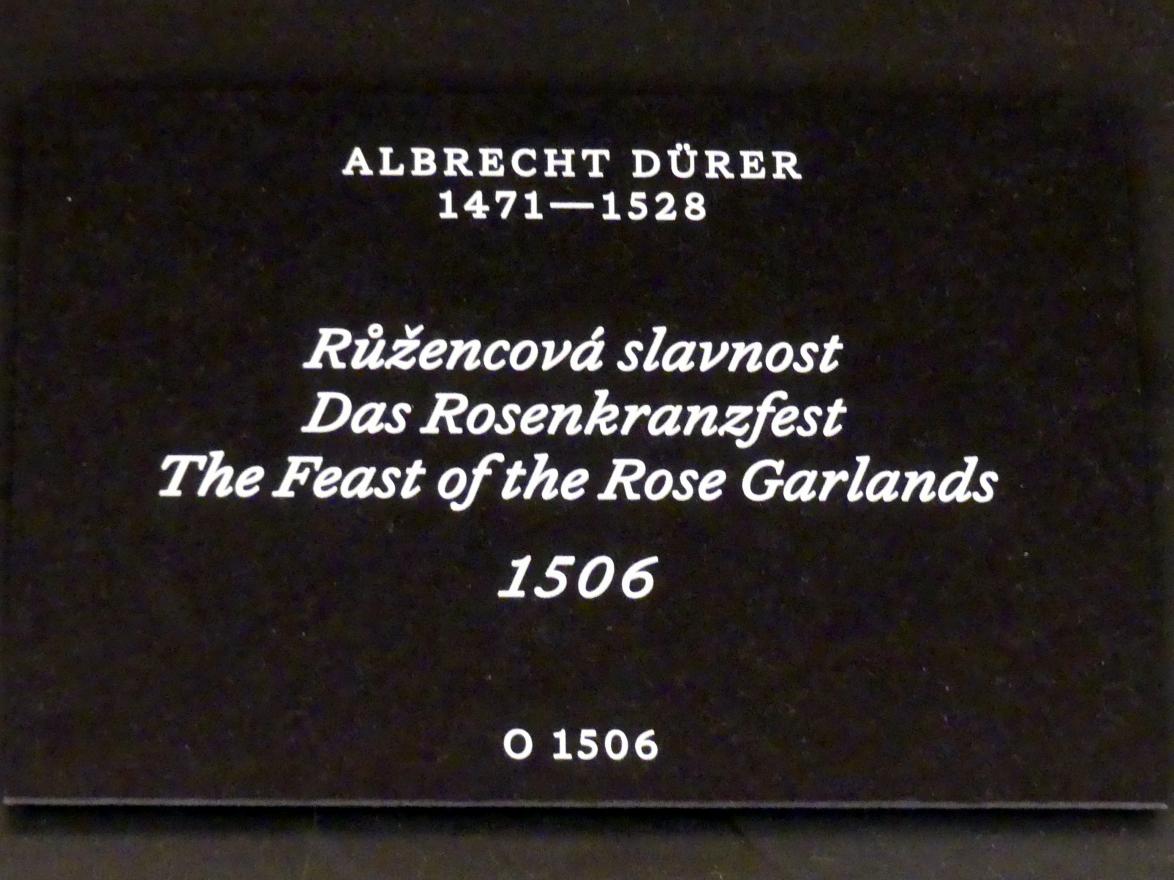 ALBRECHT DÜRER
1471—1528
Růžencová slavnost
Das Rosenkranzfest
The Feast of the Rose Garlands
1506
O 1506